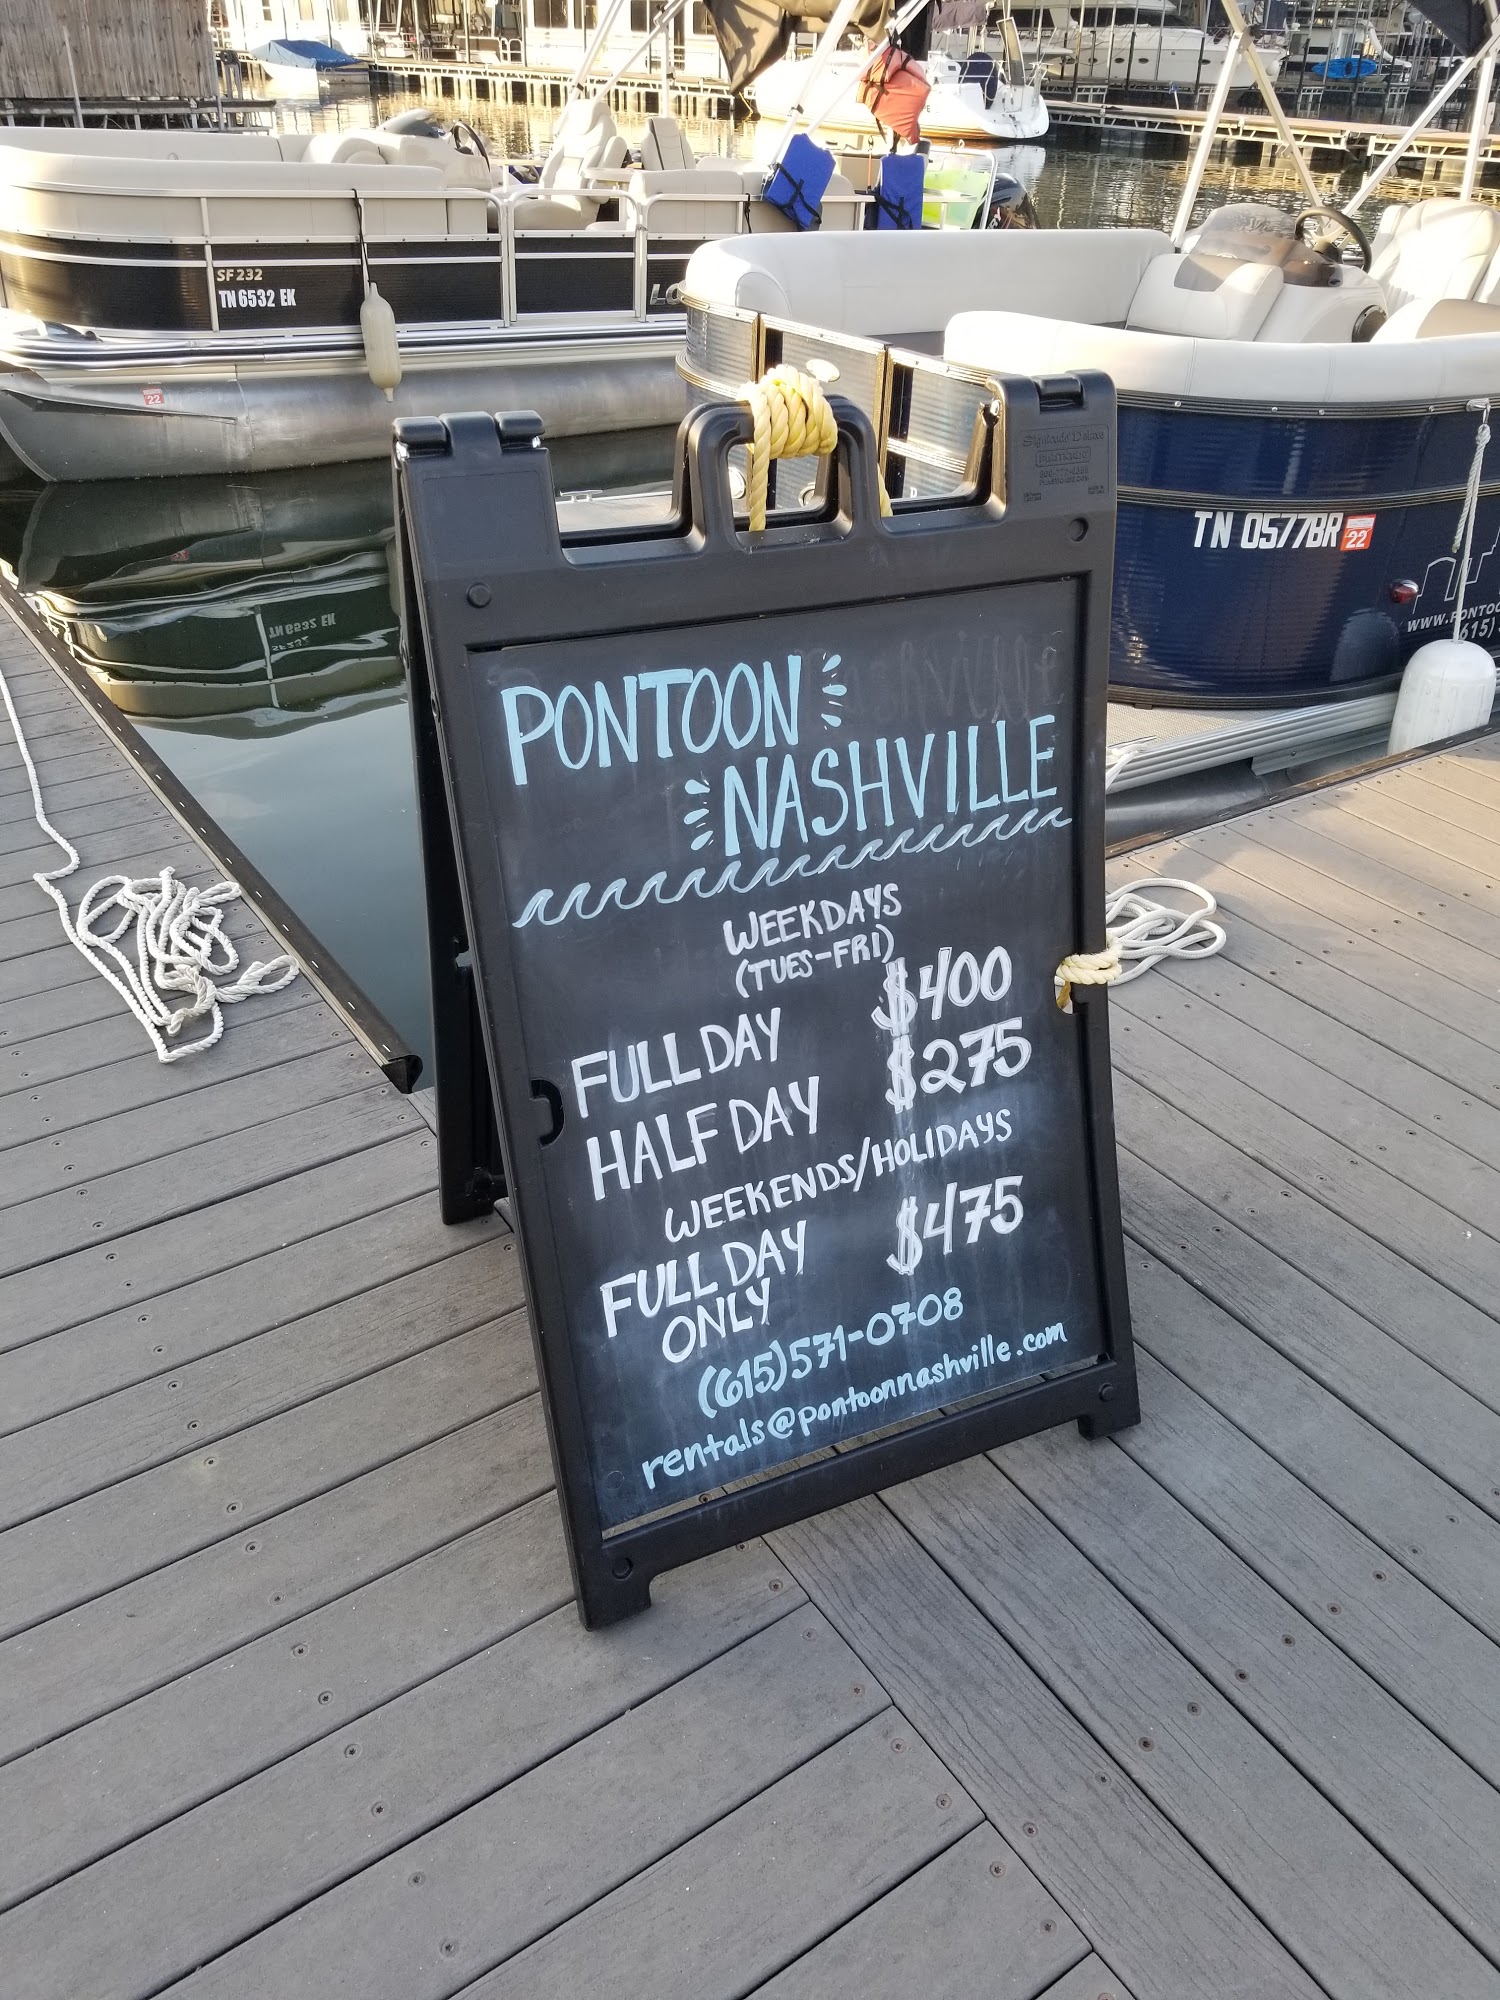 SF 232
TN 6532 EK
22
TN 0577BR
22
PONTOON
NASHVILLE
WEEKDAYS
(TUES-FRI)
FULL DAY $400
HALF DAY $275
WEEKENDS/HOLIDAYS
FULL DAY $475
ONLY
(615)571-0708
rentals@pontoonnashville.com